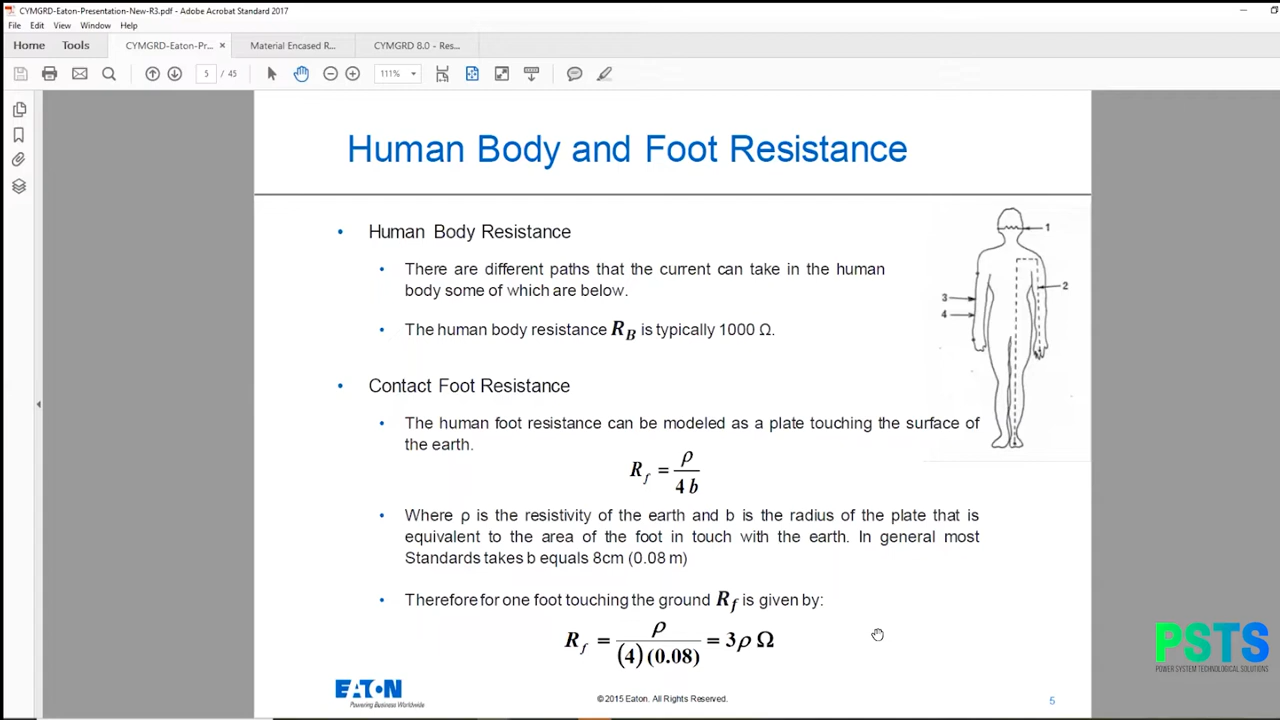 CYMGRD-Eaton-Presentation-New-R3.pdf - Adobe Acrobat Standard 2017
File Edit View Window Help
Home Tools CYMGRD-Eaton-Pr... × Material Encased R... CYMGRD 8.0 - Res...
5 / 45 111%
Human Body and Foot Resistance
• Human Body Resistance
• There are different paths that the current can take in the human
body some of which are below.
• The human body resistance R_B is typically 1000 Ω.
1
2
3
4
• Contact Foot Resistance
• The human foot resistance can be modeled as a plate touching the surface of
the earth.
R_f = ρ / 4 b
• Where ρ is the resistivity of the earth and b is the radius of the plate that is
equivalent to the area of the foot in touch with the earth. In general most
Standards takes b equals 8cm (0.08 m)
• Therefore for one foot touching the ground R_f is given by:
R_f = ρ / (4)(0.08) = 3ρ Ω
EATON
Powering Business Worldwide
©2015 Eaton. All Rights Reserved.
5
PSTS
POWER SYSTEM TECHNOLOGICAL SOLUTIONS